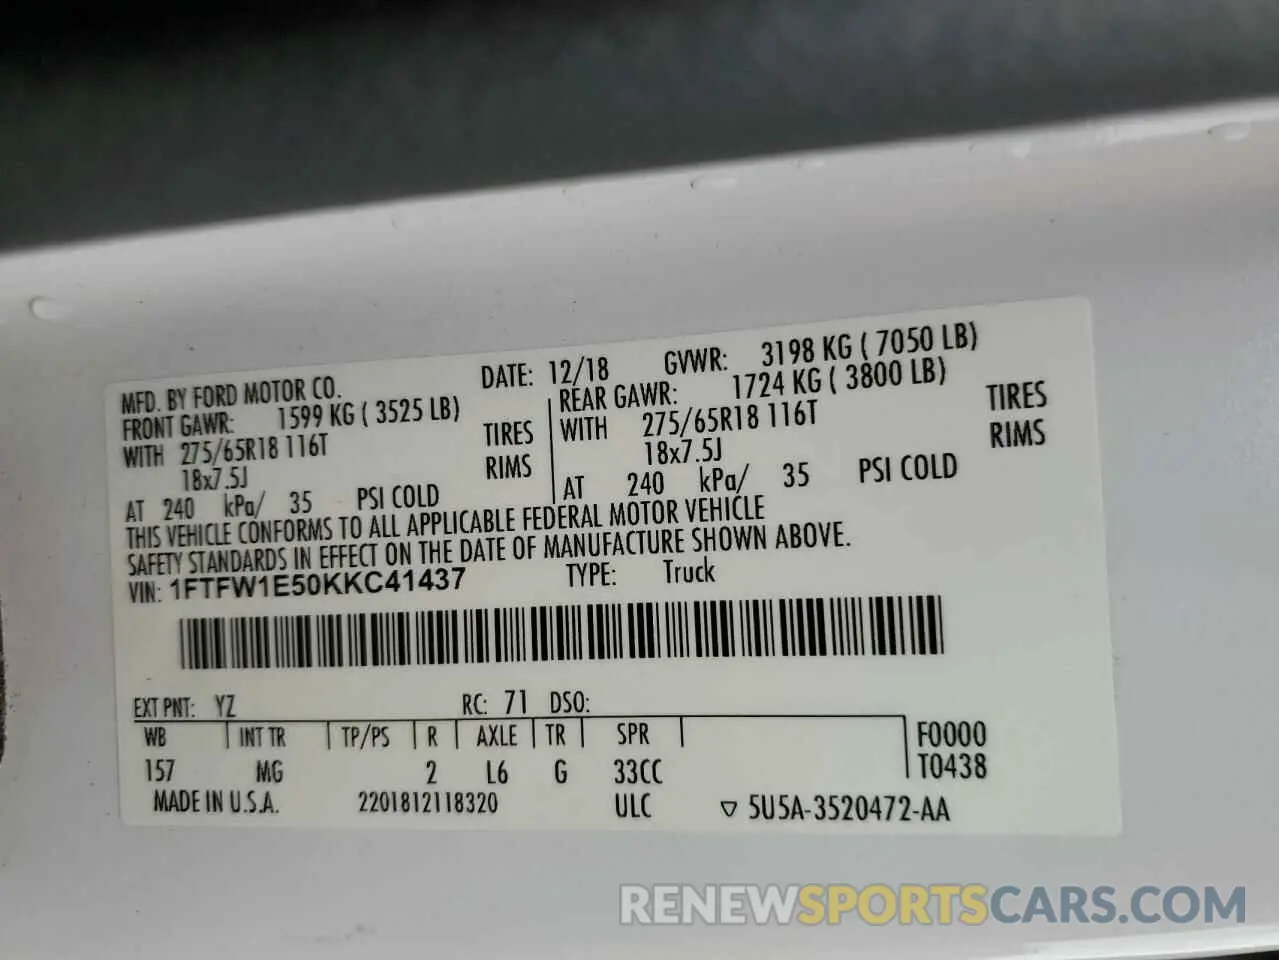 MFD. BY FORD MOTOR CO. DATE: 12/18 GVWR: 3198 KG ( 7050 LB)
FRONT GAWR: 1599 KG ( 3525 LB) REAR GAWR: 1724 KG ( 3800 LB)
WITH 275/65R18 116T TIRES WITH 275/65R18 116T TIRES
18x7.5J RIMS 18x7.5J RIMS
AT 240 kPa/ 35 PSI COLD AT 240 kPa/ 35 PSI COLD
THIS VEHICLE CONFORMS TO ALL APPLICABLE FEDERAL MOTOR VEHICLE
SAFETY STANDARDS IN EFFECT ON THE DATE OF MANUFACTURE SHOWN ABOVE.
VIN: 1FTFW1E50KKC41437 TYPE: Truck
EXT PNT: YZ RC: 71 DSO:
WB INT TR TP/PS R AXLE TR SPR F0000
157 MG 2 L6 G 33CC T0438
MADE IN U.S.A. 2201812118320 ULC ▽ 5U5A-3520472-AA
RENEWSPORTSCARS.COM